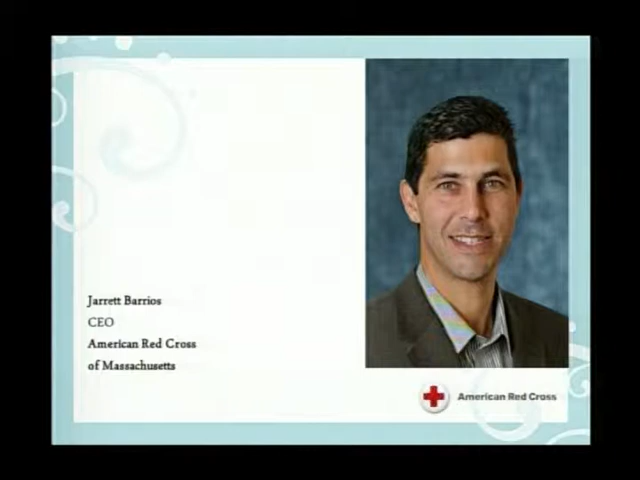 Jarrett Barrios
CEO
American Red Cross
of Massachusetts
American Red Cross